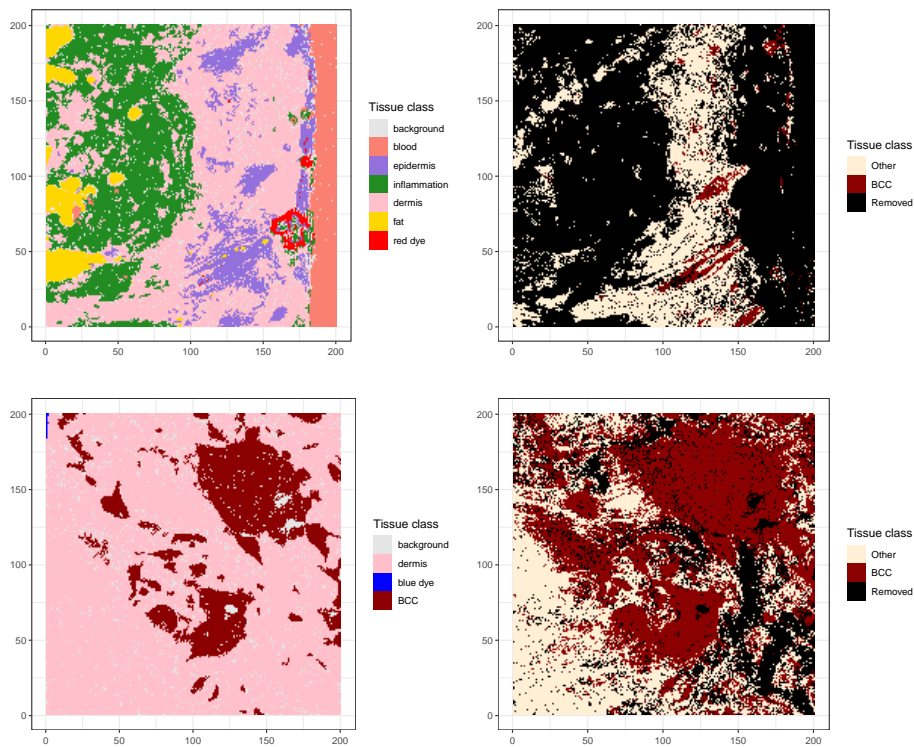 200
150
100
50
0
0 50 100 150 200
Tissue class
background
blood
epidermis
inflammation
dermis
fat
red dye
200
150
100
50
0
0 50 100 150 200
Tissue class
Other
BCC
Removed
200
150
100
50
0
0 50 100 150 200
Tissue class
background
dermis
blue dye
BCC
200
150
100
50
0
0 50 100 150 200
Tissue class
Other
BCC
Removed